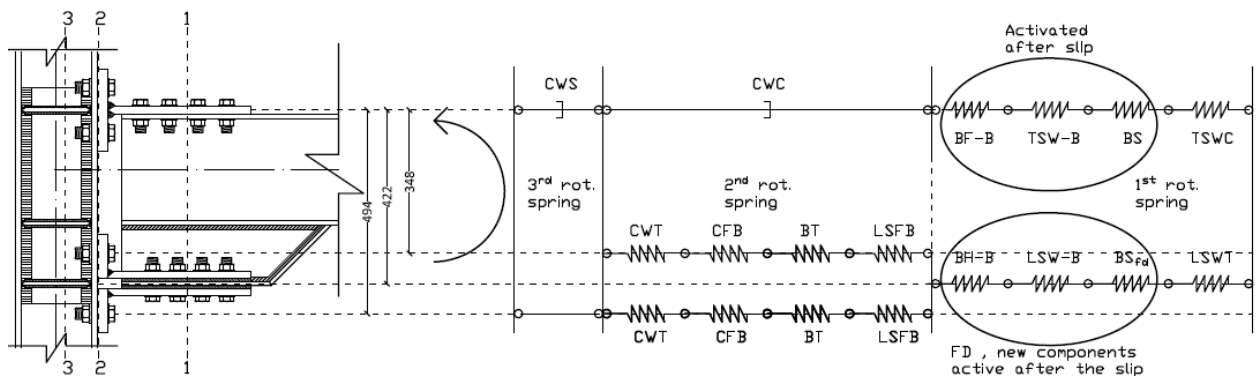 3 2 1
348
422
494
3 2 1
CWS
CWC
Activated
after slip
BF-B TSW-B BS TSWC
3rd rot.
spring
2nd rot.
spring
1st rot.
spring
CWT CFB BT LSFB
BH-B LSW-B BSfd LSWT
CWT CFB BT LSFB
FD , new components
active after the slip